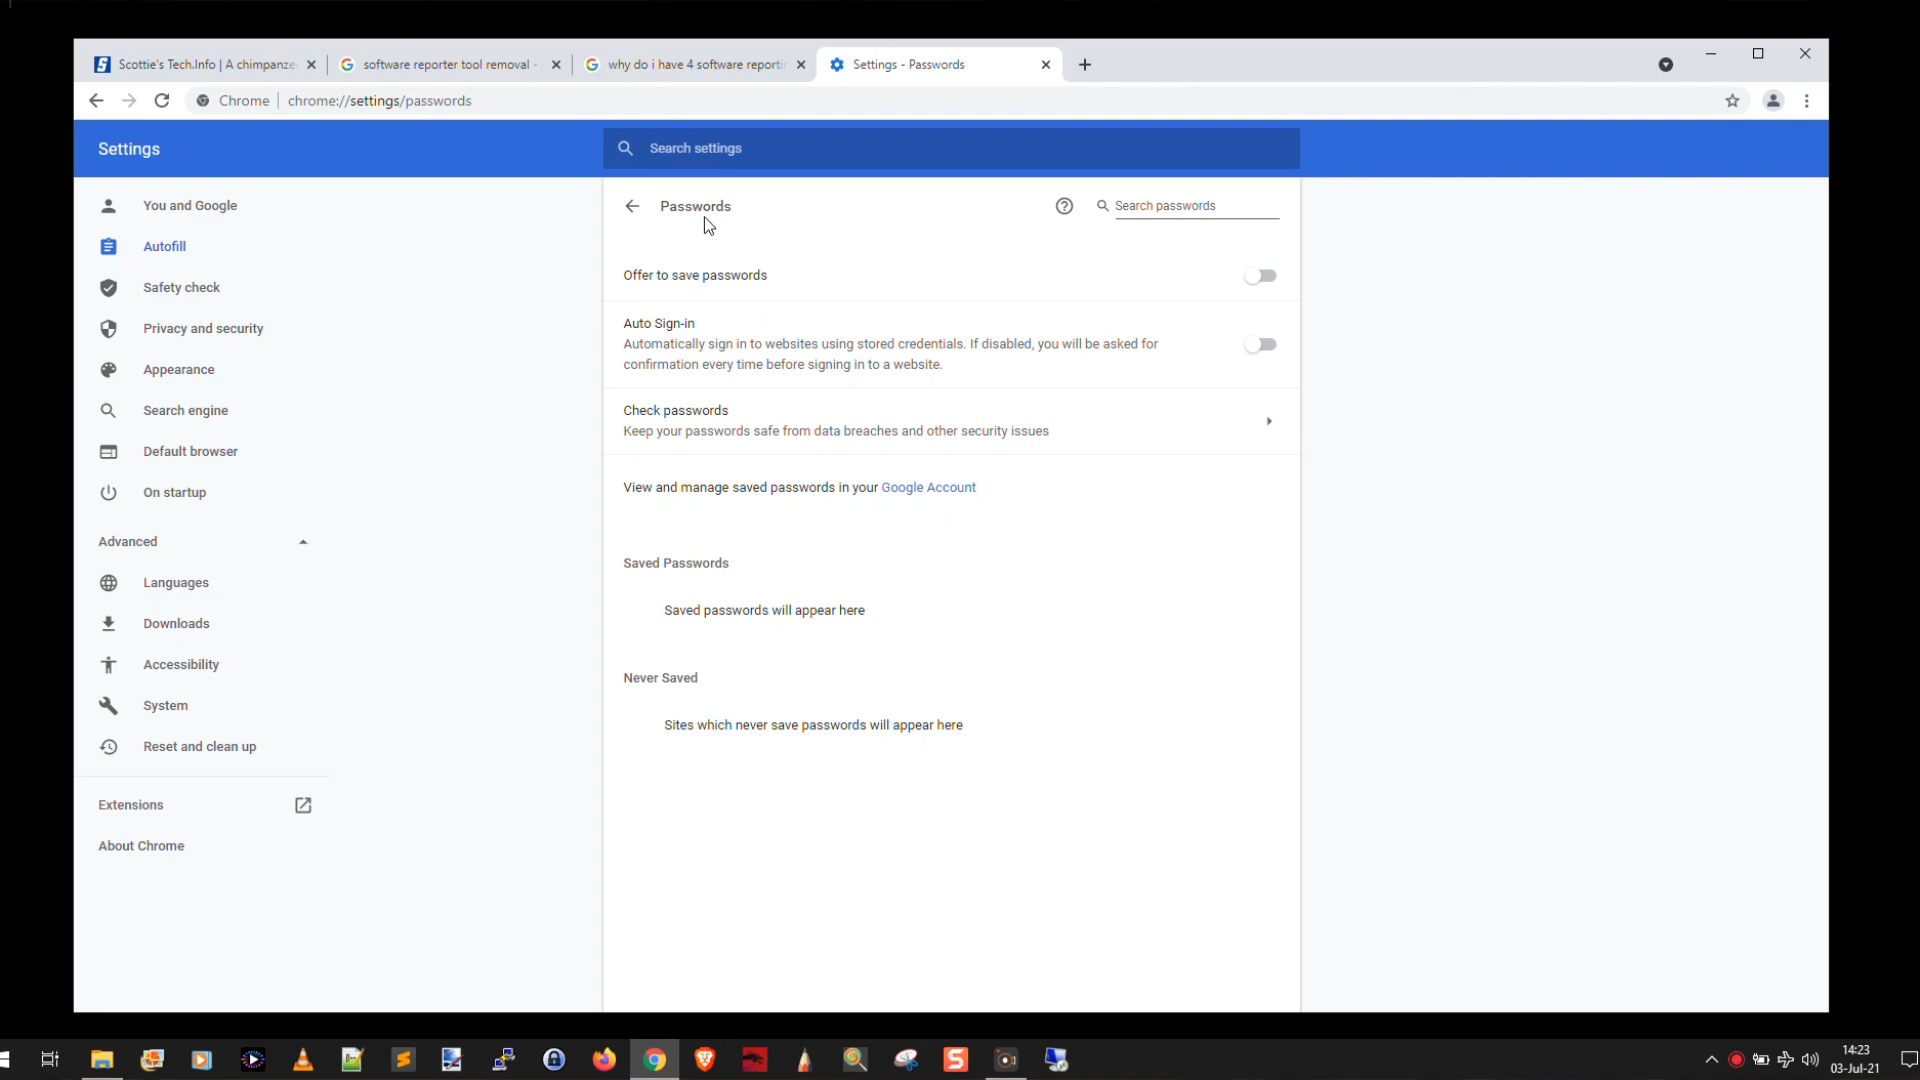 Scottie's Tech.Info | A chimpanze
software reporter tool removal -
why do i have 4 software reporti
Settings - Passwords
Chrome
chrome://settings/passwords
Settings
Search settings
You and Google
Autofill
Safety check
Privacy and security
Appearance
Search engine
Default browser
On startup
Advanced
Languages
Downloads
Accessibility
System
Reset and clean up
Extensions
About Chrome
Passwords
Search passwords
Offer to save passwords
Auto Sign-in
Automatically sign in to websites using stored credentials. If disabled, you will be asked for
confirmation every time before signing in to a website.
Check passwords
Keep your passwords safe from data breaches and other security issues
View and manage saved passwords in your Google Account
Saved Passwords
Saved passwords will appear here
Never Saved
Sites which never save passwords will appear here
14:23
03-Jul-21